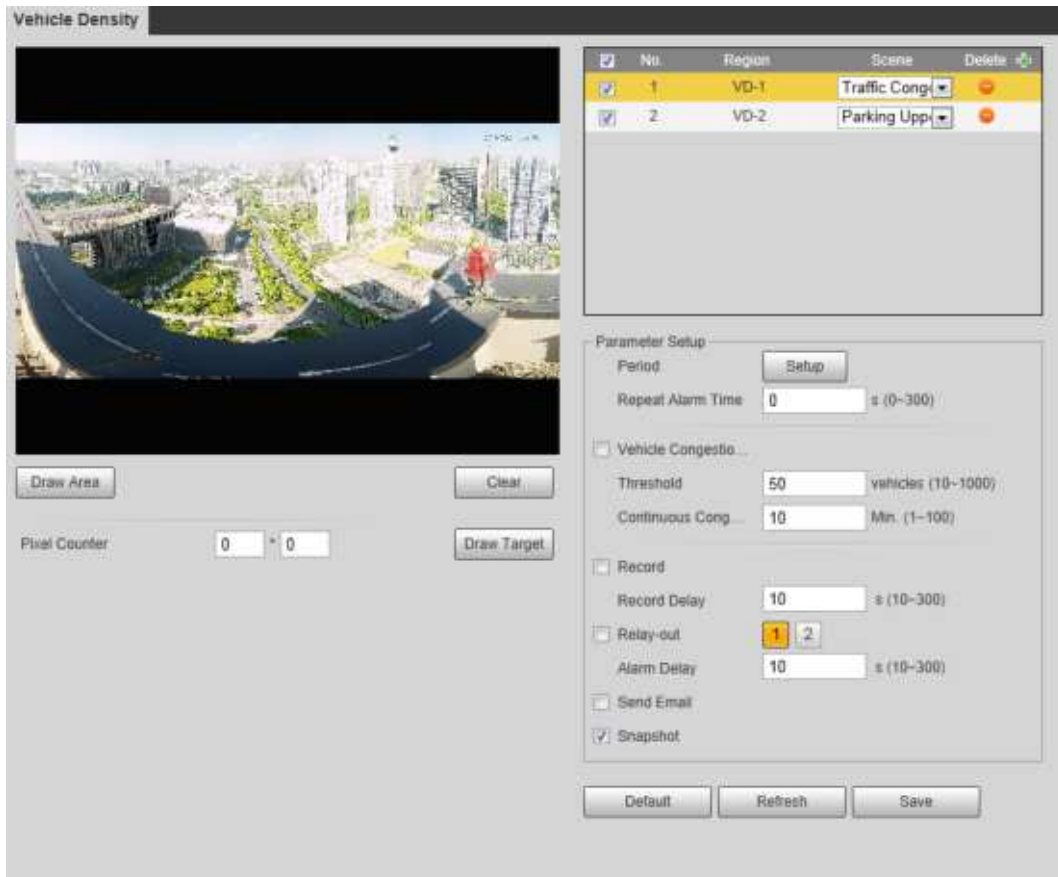 Vehicle Density
No. Region Scene Delete
1 VD-1 Traffic Cong
2 VD-2 Parking Upp
Draw Area Clear
Pixel Counter 0 * 0 Draw Target
Parameter Setup
Period Setup
Repeat Alarm Time 0 s (0~300)
Vehicle Congestio...
Threshold 50 vehicles (10~1000)
Continuous Cong... 10 Min. (1~100)
Record
Record Delay 10 s (10~300)
Relay-out 1 2
Alarm Delay 10 s (10~300)
Send Email
Snapshot
Default Refresh Save